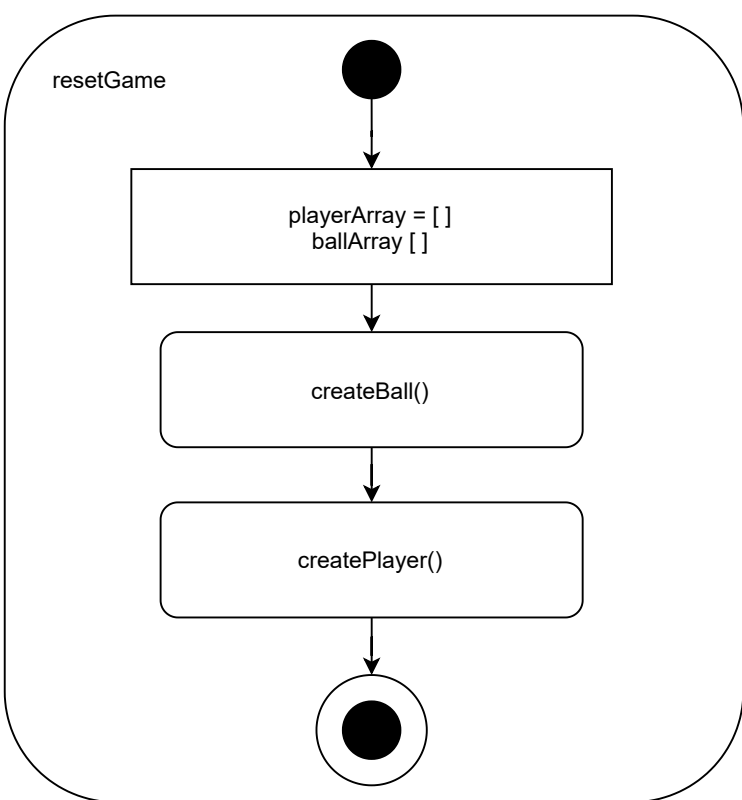 resetGame
playerArray = [ ]
ballArray [ ]
createBall()
createPlayer()